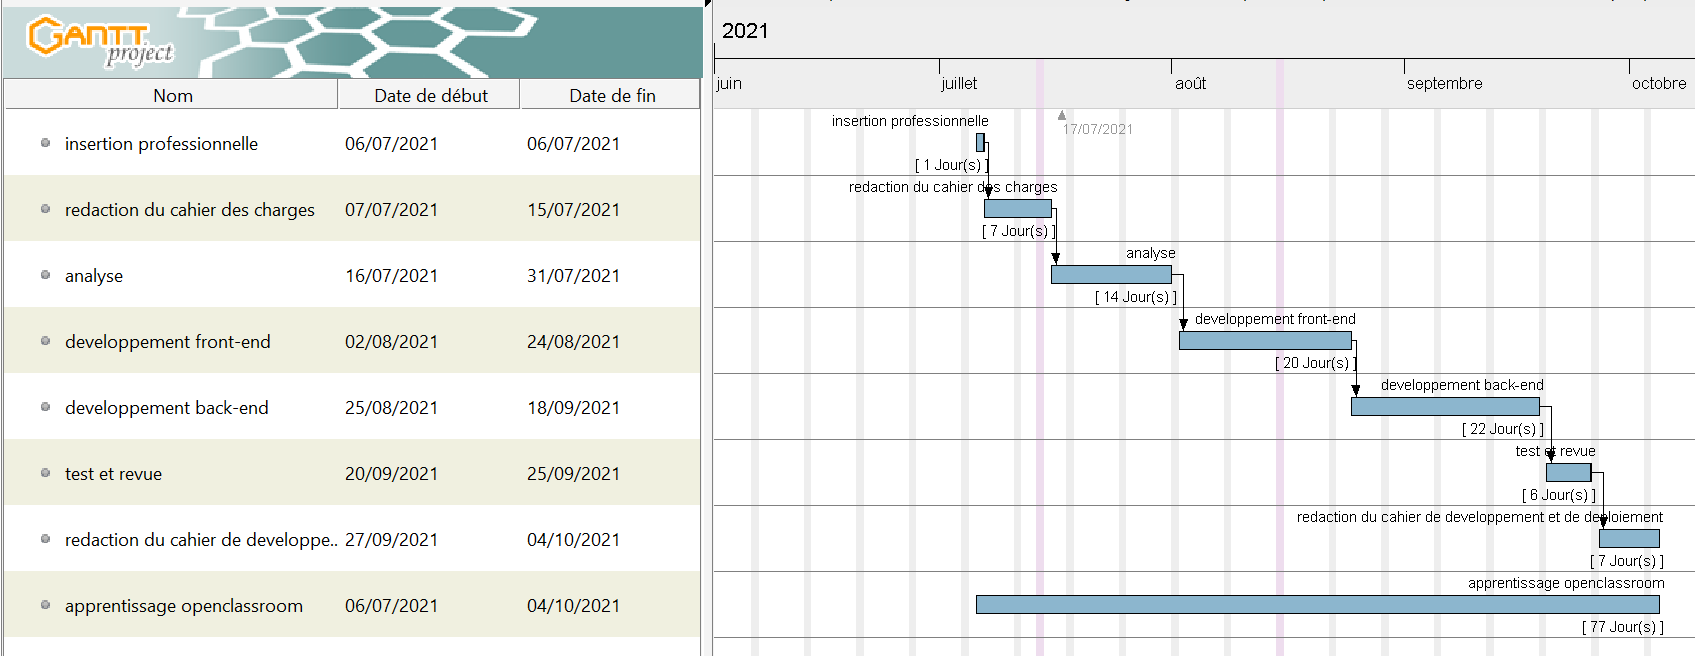 GANTT
project
2021
juin juillet août septembre octobre
Nom Date de début Date de fin
17/07/2021
insertion professionnelle 06/07/2021 06/07/2021
insertion professionnelle
[ 1 Jour(s) ]
redaction du cahier des charges 07/07/2021 15/07/2021
redaction du cahier des charges
[ 7 Jour(s) ]
analyse 16/07/2021 31/07/2021
analyse
[ 14 Jour(s) ]
developpement front-end 02/08/2021 24/08/2021
developpement front-end
[ 20 Jour(s) ]
developpement back-end 25/08/2021 18/09/2021
developpement back-end
[ 22 Jour(s) ]
test et revue 20/09/2021 25/09/2021
test et revue
[ 6 Jour(s) ]
redaction du cahier de developpe.. 27/09/2021 04/10/2021
redaction du cahier de developpement et de deploiement
[ 7 Jour(s) ]
apprentissage openclassroom 06/07/2021 04/10/2021
apprentissage openclassroom
[ 77 Jour(s) ]